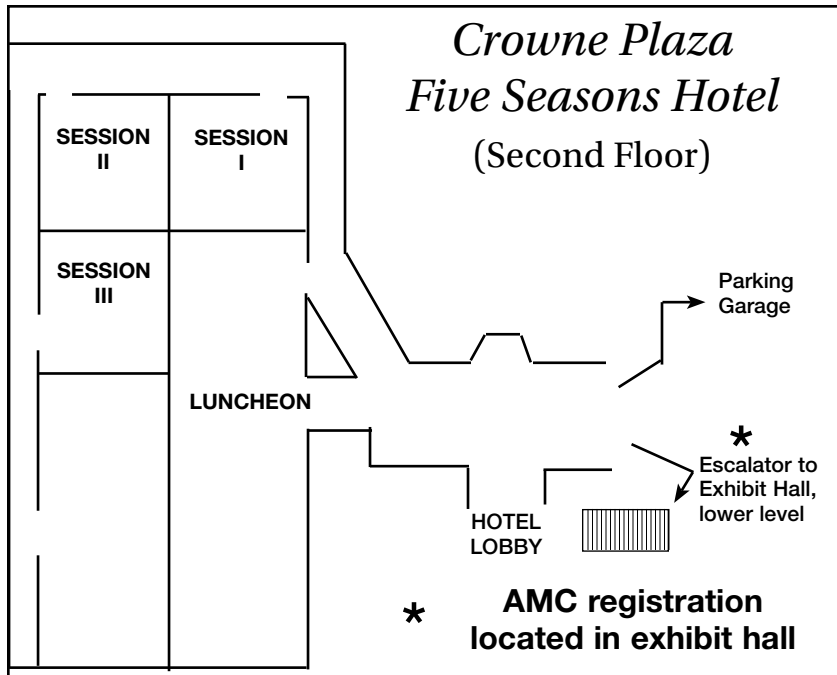 Crowne Plaza
Five Seasons Hotel
(Second Floor)
SESSION
II
SESSION
I
SESSION
III
Parking
Garage
LUNCHEON
*
Escalator to
Exhibit Hall,
lower level
HOTEL
LOBBY
* AMC registration
located in exhibit hall